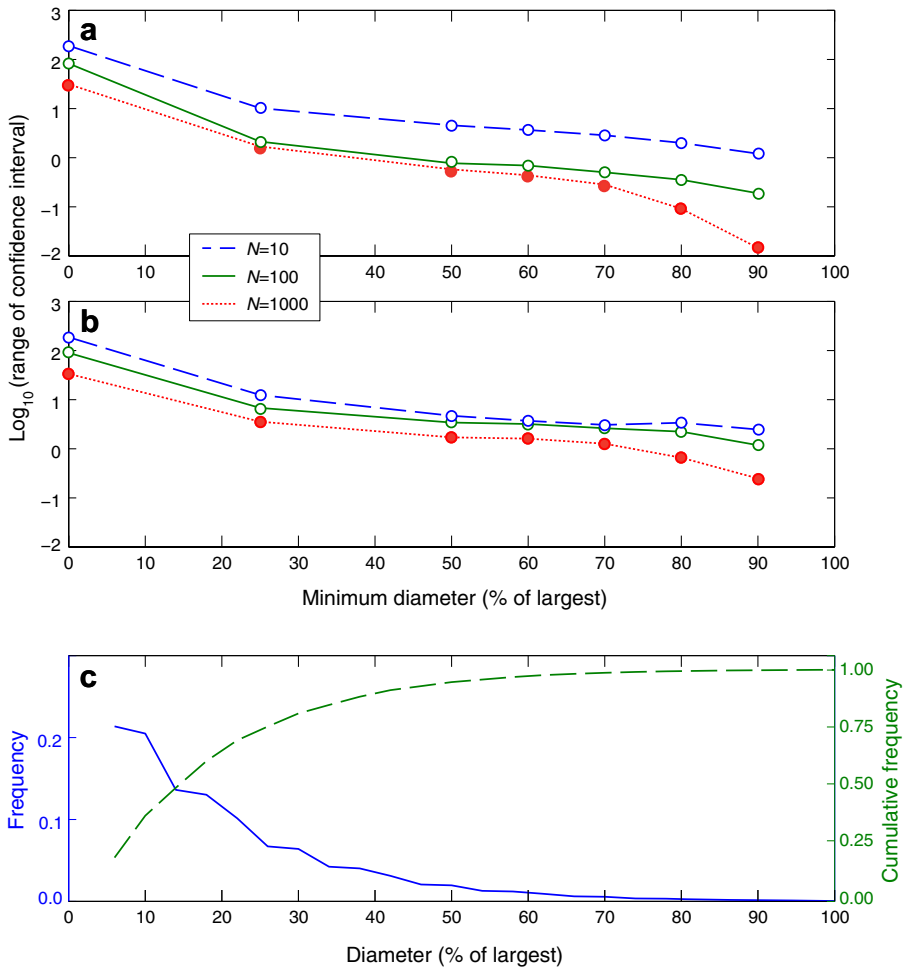 a
3
2
1
0
−1
−2
0 10 20 30 40 50 60 70 80 90 100
N=10
N=100
N=1000
b
3
2
1
0
−1
−2
0 10 20 30 40 50 60 70 80 90 100
Log10 (range of confidence interval)
Minimum diameter (% of largest)
c
Frequency
0.2
0.1
0.0
1.00
0.75
0.50
0.25
0.00
Cumulative frequency
0 10 20 30 40 50 60 70 80 90 100
Diameter (% of largest)